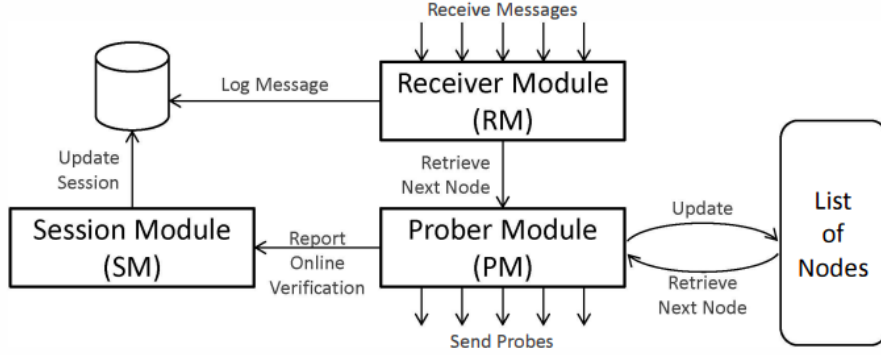 Receive Messages
Log Message
Receiver Module
(RM)
Update
Session
Retrieve
Next Node
Session Module
(SM)
Report
Online
Verification
Prober Module
(PM)
Update
Retrieve
Next Node
List
of
Nodes
Send Probes